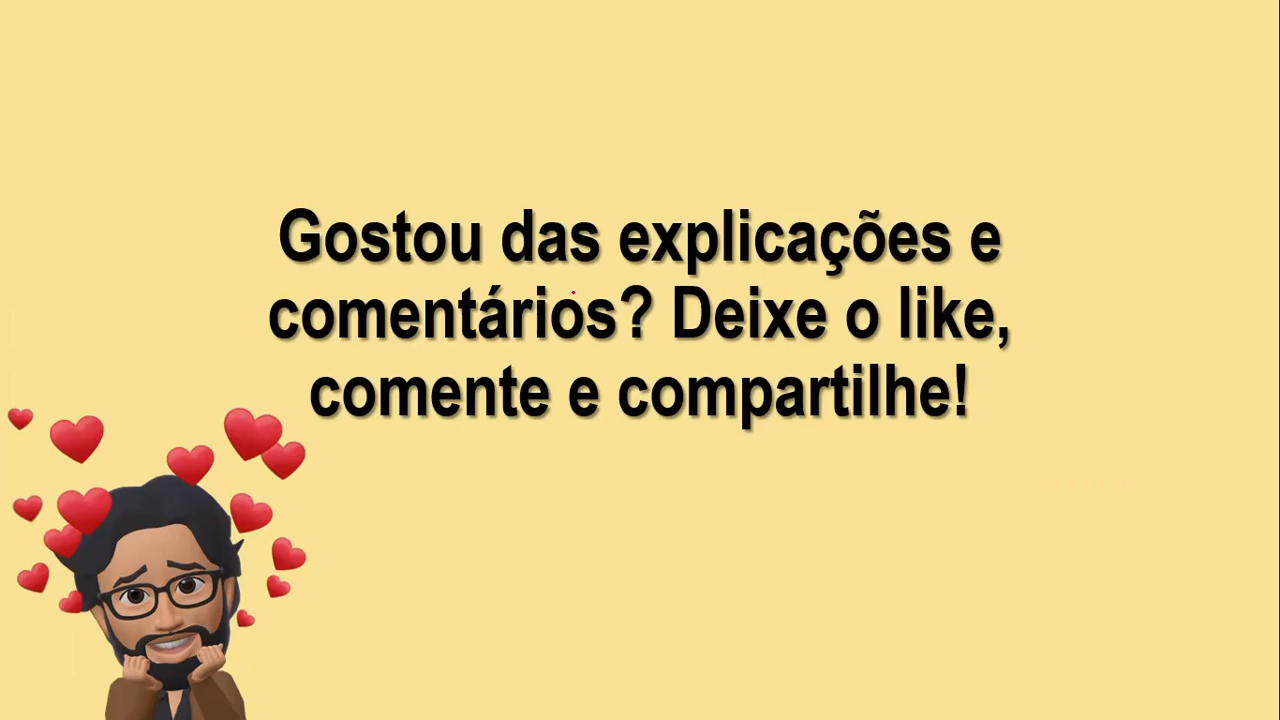 Gostou das explicações e
comentários? Deixe o like,
comente e compartilhe!